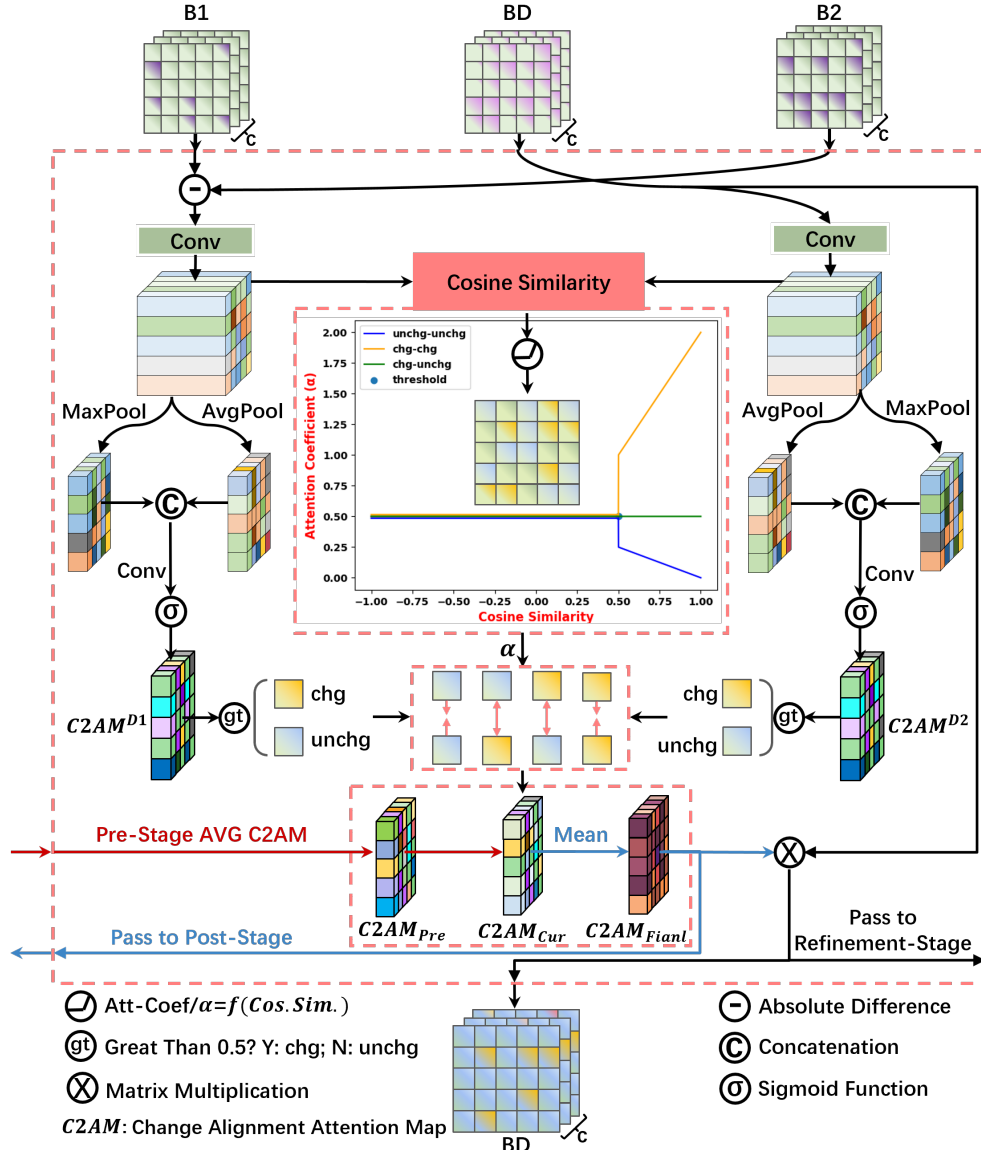 B1
BD
B2
C
C
C
-
Conv
Conv
Cosine Similarity
MaxPool
AvgPool
AvgPool
MaxPool
unchg-unchg
chg-chg
chg-unchg
threshold
2.00
1.75
1.50
1.25
1.00
0.75
0.50
0.25
0.00
Attention Coefficient (α)
−1.00
−0.75
−0.50
−0.25
0.00
0.25
0.50
0.75
1.00
Cosine Similarity
C
C
Conv
Conv
σ
σ
α
C2AM^D1
gt
chg
unchg
chg
unchg
gt
C2AM^D2
Pre-Stage AVG C2AM
Mean
X
C2AM_Pre
C2AM_Cur
C2AM_Fianl
Pass to Post-Stage
Pass to
Refinement-Stage
Att-Coef/α=f(Cos.Sim.)
gt Great Than 0.5? Y: chg; N: unchg
X Matrix Multiplication
C2AM: Change Alignment Attention Map
- Absolute Difference
C Concatenation
σ Sigmoid Function
C
BD